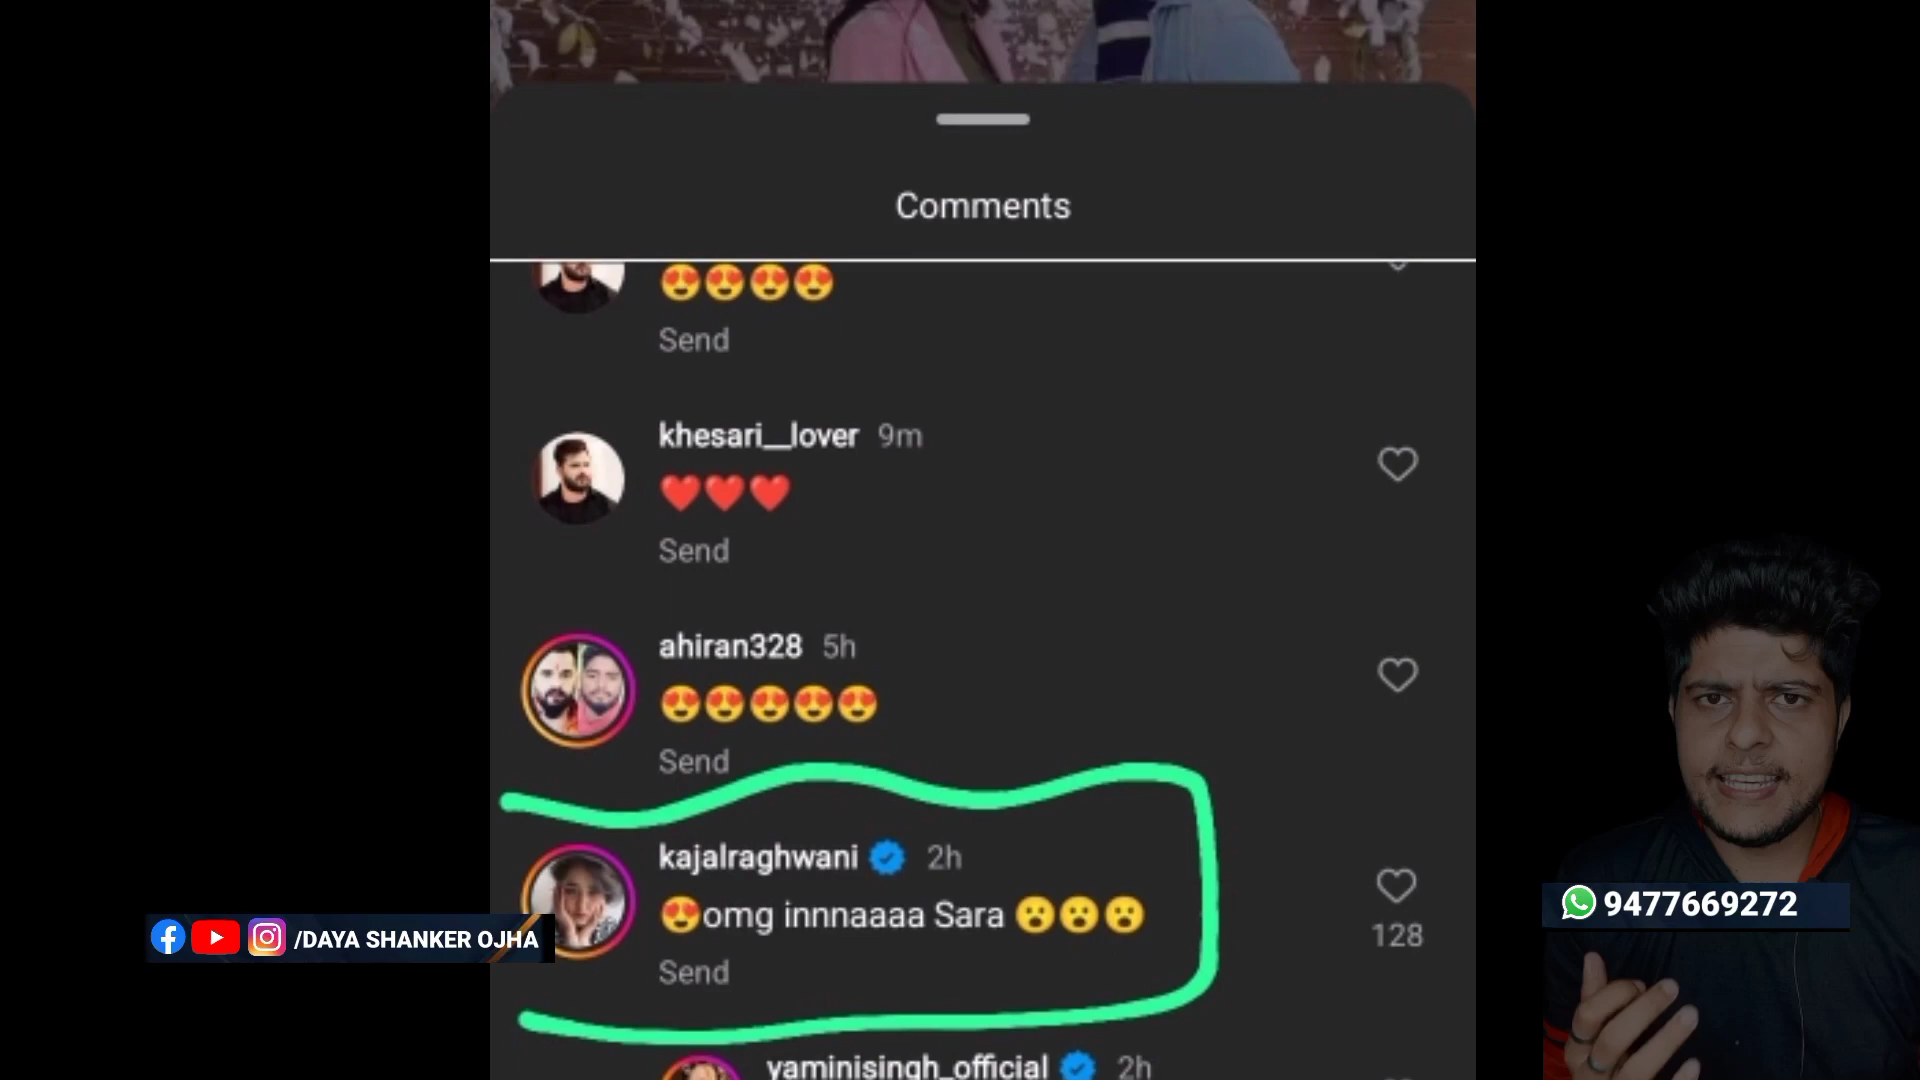 Comments
😍😍😍😍
Send
khesari__lover 9m
❤️❤️❤️
Send
ahiran328 5h
😍😍😍😍😍
Send
kajalraghwani 2h
😍omg innnaaaa Sara 😮😮😮
128
Send
yaminisingh_official 2h
/DAYA SHANKER OJHA
9477669272